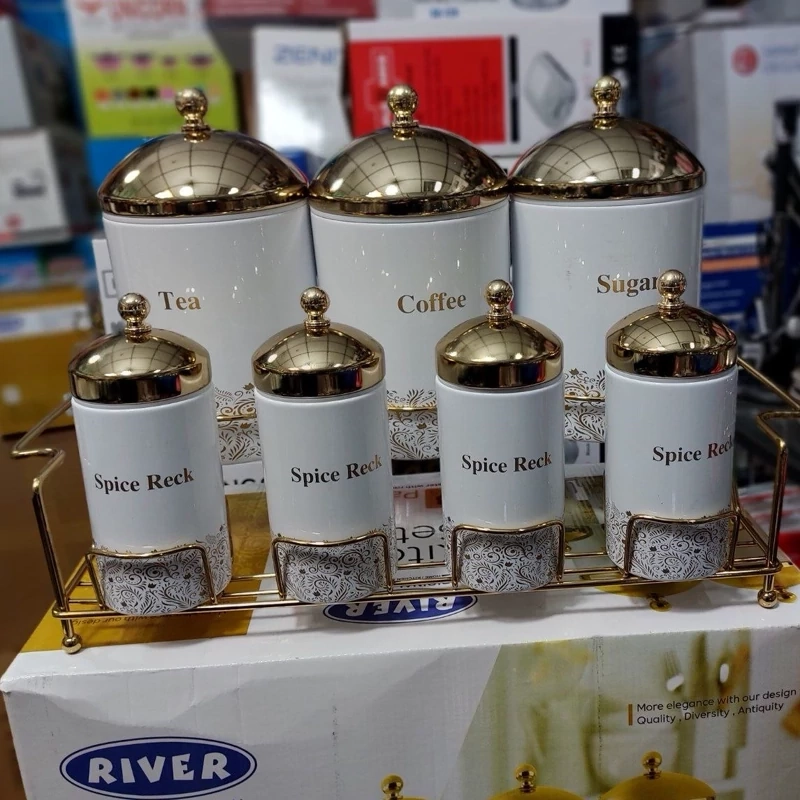 ZENI
Tea
Coffee
Sugar
Spice Reck
Spice Reck
Spice Reck
Spice Reck
RIVER
More elegance with our design
Quality , Diversity , Antiquity
RIVER